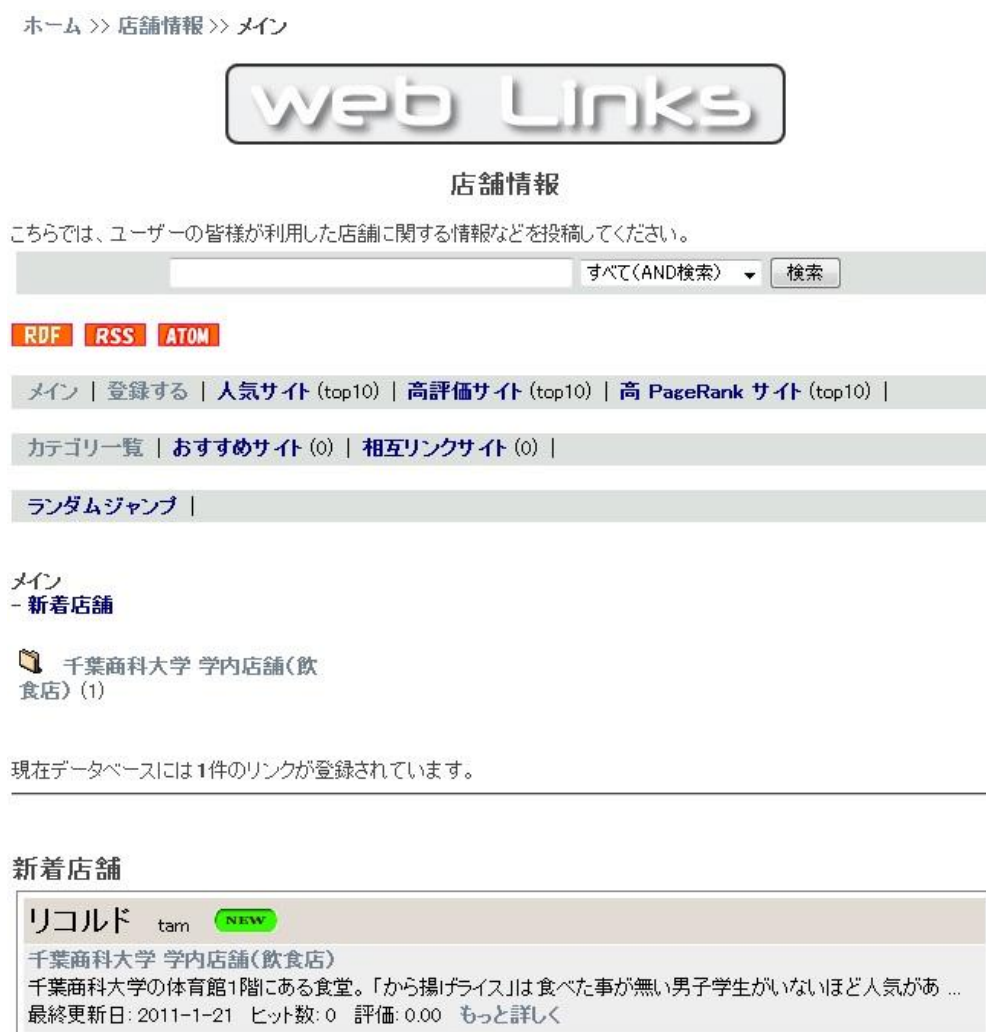 ホーム >> 店舗情報 >> メイン
web Links
店舗情報
こちらでは、ユーザーの皆様が利用した店舗に関する情報などを投稿してください。
すべて(AND検索) 検索
RDF RSS ATOM
メイン | 登録する | 人気サイト (top10) | 高評価サイト (top10) | 高 PageRank サイト (top10) |
カテゴリ一覧 | おすすめサイト (0) | 相互リンクサイト (0) |
ランダムジャンプ |
メイン
- 新着店舗
千葉商科大学 学内店舗(飲
食店) (1)
現在データベースには1件のリンクが登録されています。
新着店舗
リコルド tam NEW
千葉商科大学 学内店舗(飲食店)
千葉商科大学の体育館1階にある食堂。「から揚げライス」は食べた事が無い男子学生がいないほど人気があ ...
最終更新日: 2011-1-21 ヒット数: 0 評価: 0.00 もっと詳しく